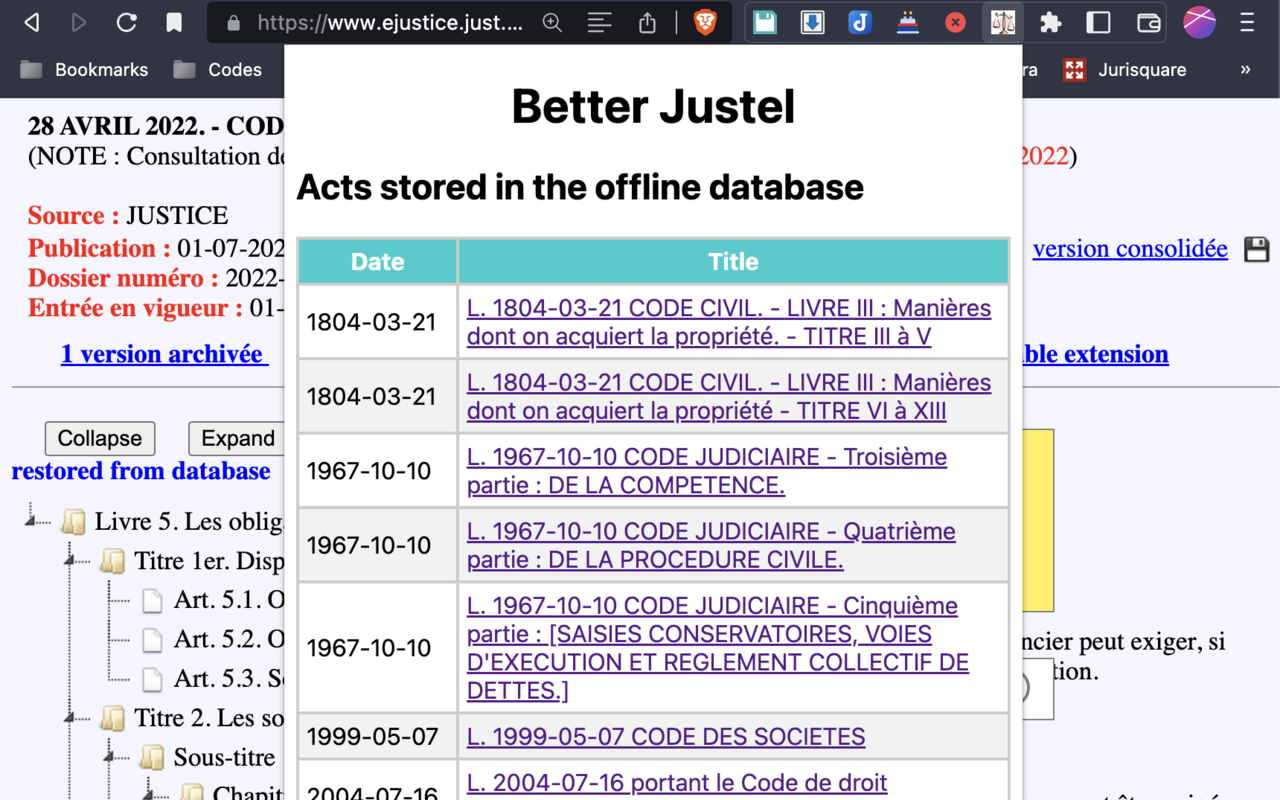 https://www.ejustice.just....
Bookmarks
Codes
ra
Jurisquare
»
28 AVRIL 2022. - COD
(NOTE : Consultation de
2022)
Source : JUSTICE
Publication : 01-07-202
version consolidée
Dossier numéro : 2022-
Entrée en vigueur : 01-
1 version archivée
ble extension
Collapse
Expand
restored from database
Livre 5. Les oblig
Titre 1er. Disp
Art. 5.1. O
Art. 5.2. O
Art. 5.3. S
Titre 2. Les so
Sous-titre
Chapit
ncier peut exiger, si
tion.
Better Justel
Acts stored in the offline database
Date Title
1804-03-21 L. 1804-03-21 CODE CIVIL. - LIVRE III : Manières
dont on acquiert la propriété. - TITRE III à V
1804-03-21 L. 1804-03-21 CODE CIVIL. - LIVRE III : Manières
dont on acquiert la propriété - TITRE VI à XIII
1967-10-10 L. 1967-10-10 CODE JUDICIAIRE - Troisième
partie : DE LA COMPETENCE.
1967-10-10 L. 1967-10-10 CODE JUDICIAIRE - Quatrième
partie : DE LA PROCEDURE CIVILE.
1967-10-10 L. 1967-10-10 CODE JUDICIAIRE - Cinquième
partie : [SAISIES CONSERVATOIRES, VOIES
D'EXECUTION ET REGLEMENT COLLECTIF DE
DETTES.]
1999-05-07 L. 1999-05-07 CODE DES SOCIETES
2004-07-16 L. 2004-07-16 portant le Code de droit